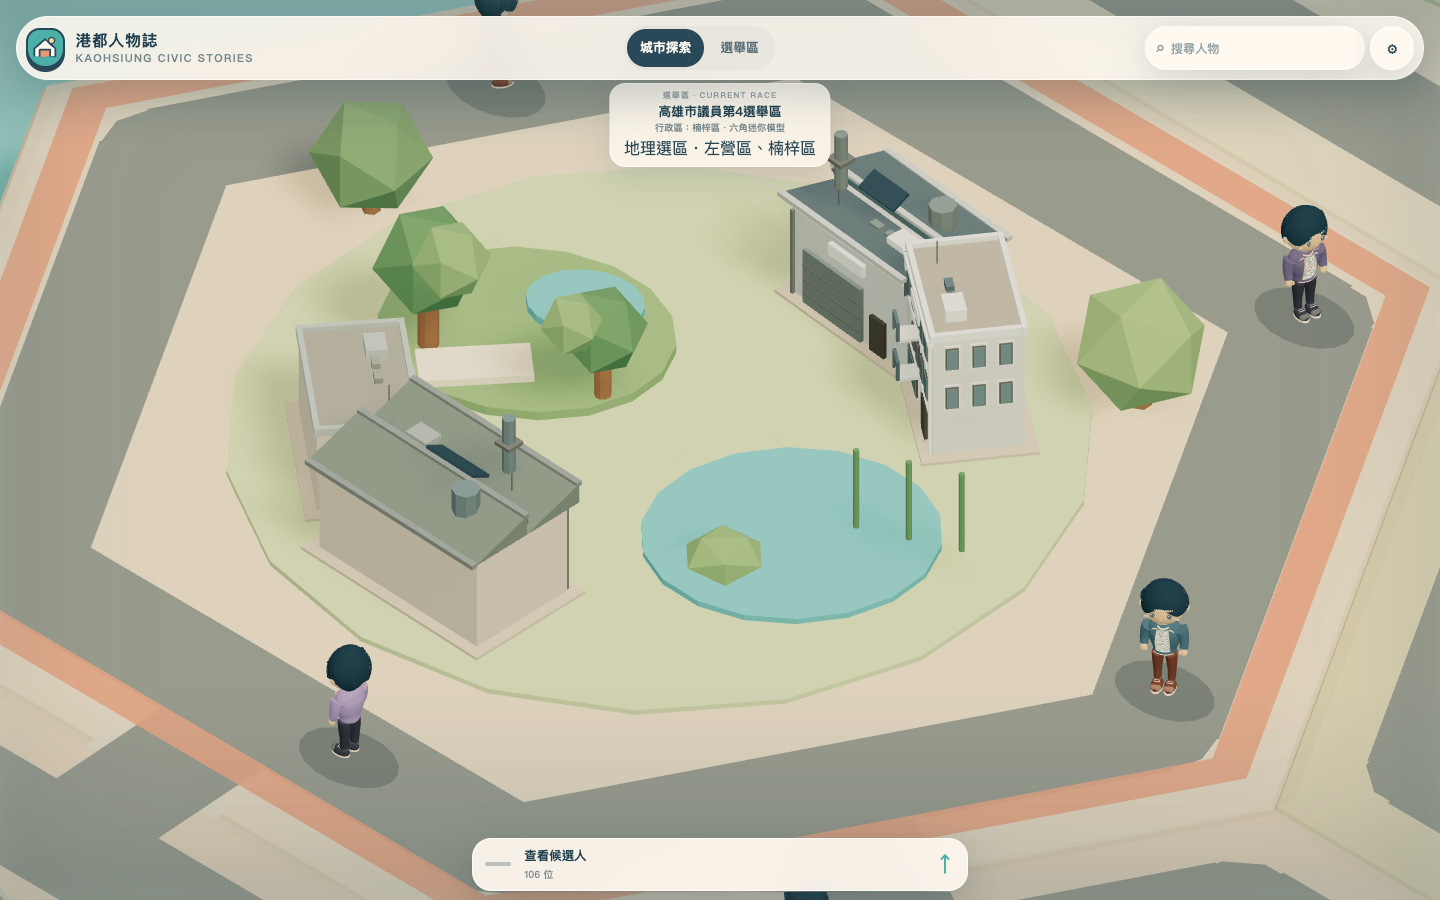 港都人物誌
KAOHSIUNG CIVIC STORIES
城市探索
選舉區
搜尋人物
選舉區 · CURRENT RACE
高雄市議員第4選舉區
行政區：楠梓區 · 六角迷你模型
地理選區・左營區、楠梓區
查看候選人
106 位